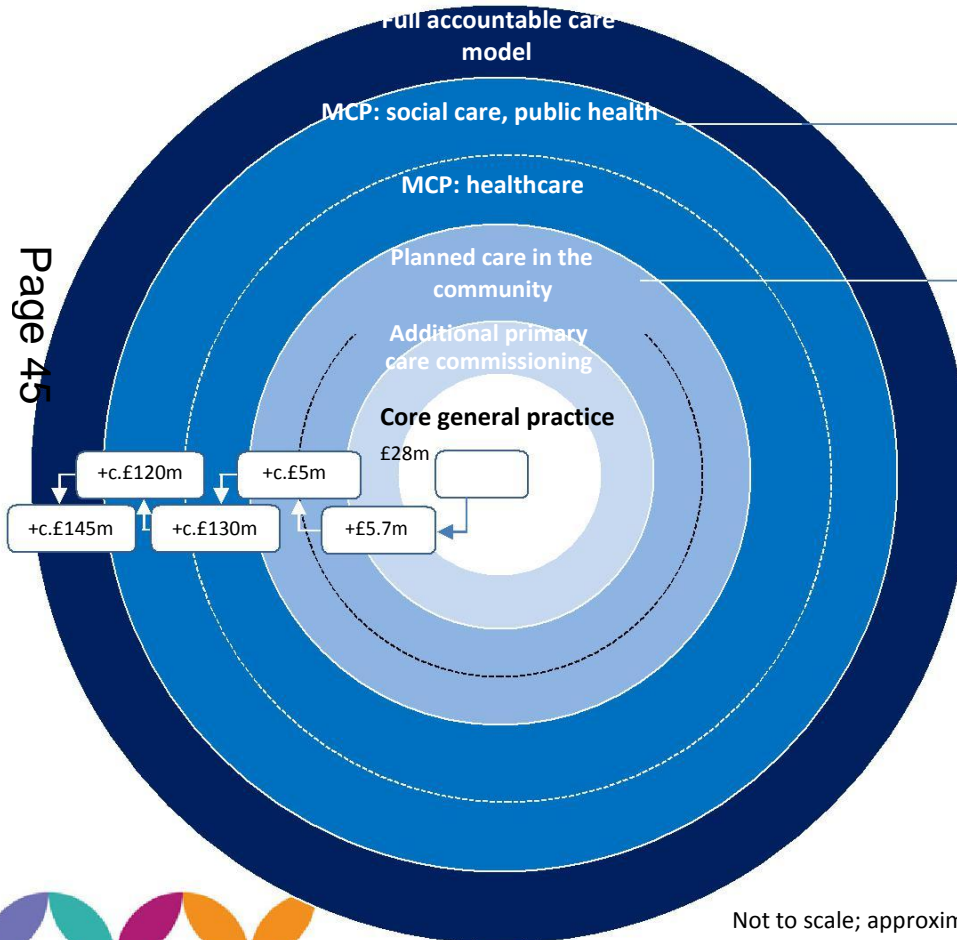 Full accountable care
model
MCP: social care, public health
MCP: healthcare
Planned care in the
community
Additional primary
care commissioning
Core general practice
£28m
+c.£120m
+c.£5m
+c.£145m
+c.£130m
+£5.7m
Page 45
Not to scale; approxim